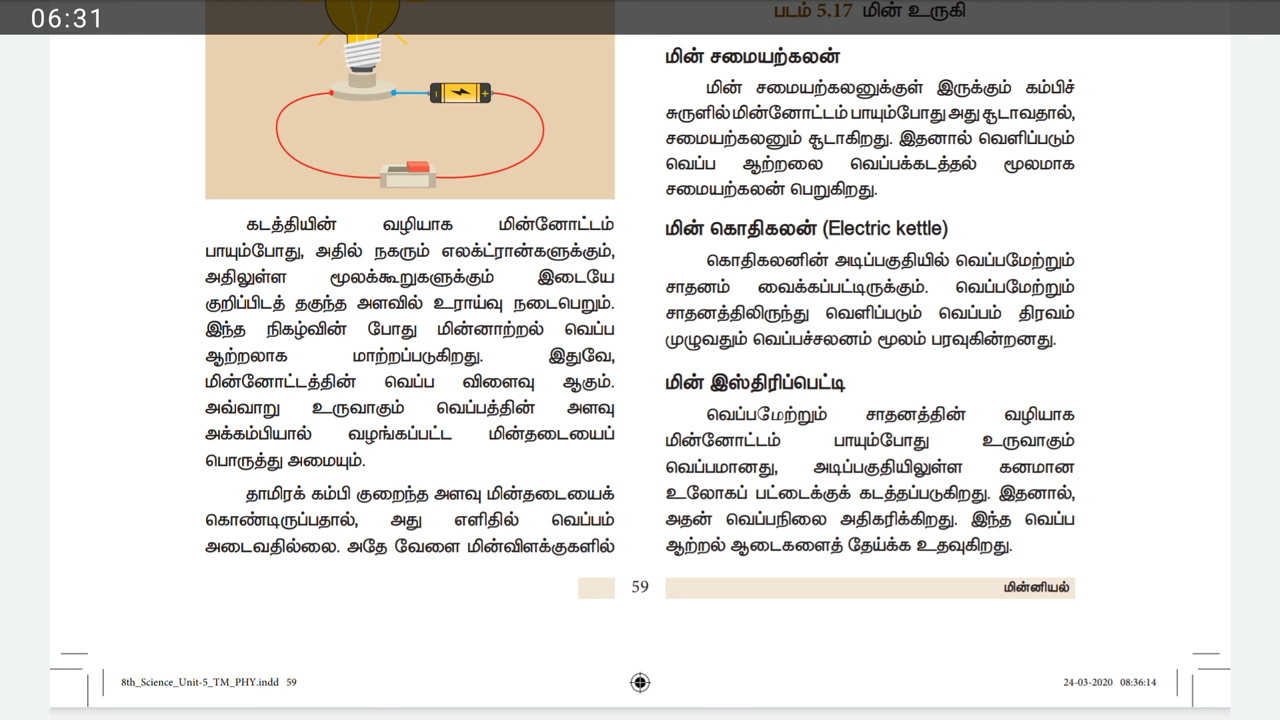 06:31
படம் 5.17 மின் உருகி
- +
கடத்தியின் வழியாக மின்னோட்டம்
பாயும்போது, அதில் நகரும் எலக்ட்ரான்களுக்கும்,
அதிலுள்ள மூலக்கூறுகளுக்கும் இடையே
குறிப்பிடத் தகுந்த அளவில் உராய்வு நடைபெறும்.
இந்த நிகழ்வின் போது மின்னாற்றல் வெப்ப
ஆற்றலாக மாற்றப்படுகிறது. இதுவே,
மின்னோட்டத்தின் வெப்ப விளைவு ஆகும்.
அவ்வாறு உருவாகும் வெப்பத்தின் அளவு
அக்கம்பியால் வழங்கப்பட்ட மின்தடையைப்
பொருத்து அமையும்.
தாமிரக் கம்பி குறைந்த அளவு மின்தடையைக்
கொண்டிருப்பதால், அது எளிதில் வெப்பம்
அடைவதில்லை. அதே வேளை மின்விளக்குகளில்
மின் சமையற்கலன்
மின் சமையற்கலனுக்குள் இருக்கும் கம்பிச்
சுருளில் மின்னோட்டம் பாயும்போது அது சூடாவதால்,
சமையற்கலனும் சூடாகிறது. இதனால் வெளிப்படும்
வெப்ப ஆற்றலை வெப்பக்கடத்தல் மூலமாக
சமையற்கலன் பெறுகிறது.
மின் கொதிகலன் (Electric kettle)
கொதிகலனின் அடிப்பகுதியில் வெப்பமேற்றும்
சாதனம் வைக்கப்பட்டிருக்கும். வெப்பமேற்றும்
சாதனத்திலிருந்து வெளிப்படும் வெப்பம் திரவம்
முழுவதும் வெப்பச்சலனம் மூலம் பரவுகின்றனது.
மின் இஸ்திரிப்பெட்டி
வெப்பமேற்றும் சாதனத்தின் வழியாக
மின்னோட்டம் பாயும்போது உருவாகும்
வெப்பமானது, அடிப்பகுதியிலுள்ள கனமான
உலோகப் பட்டைக்குக் கடத்தப்படுகிறது. இதனால்,
அதன் வெப்பநிலை அதிகரிக்கிறது. இந்த வெப்ப
ஆற்றல் ஆடைகளைத் தேய்க்க உதவுகிறது.
59 மின்னியல்
8th_Science_Unit-5_TM_PHY.indd 59 24-03-2020 08:36:14